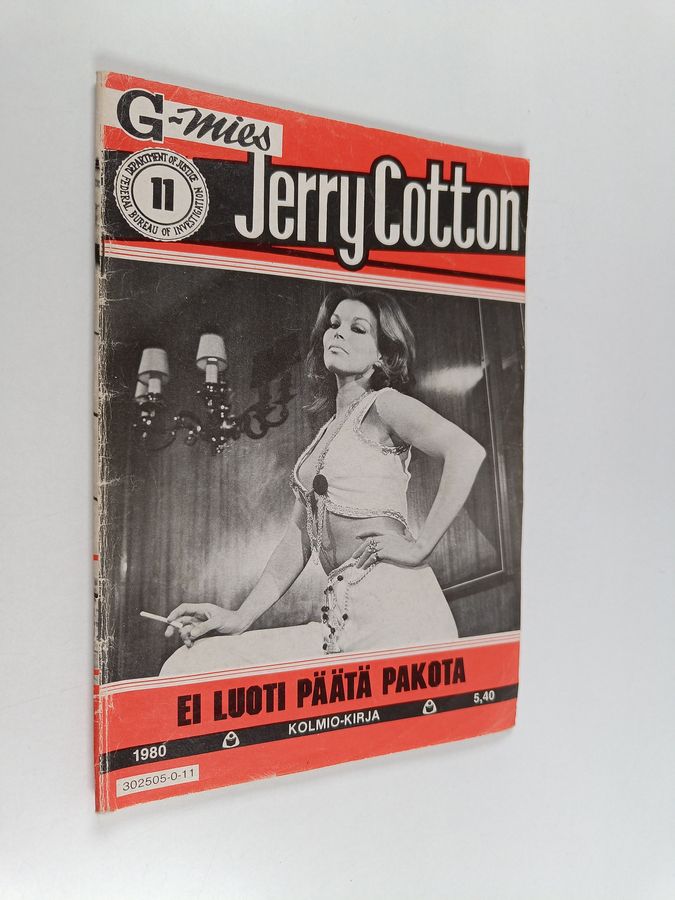 G-mies
Jerry Cotton
DEPARTMENT OF JUSTICE
FEDERAL BUREAU OF INVESTIGATION
11
EI LUOTI PÄÄTÄ PAKOTA
1980 KOLMIO-KIRJA 5,40
302505-0-11